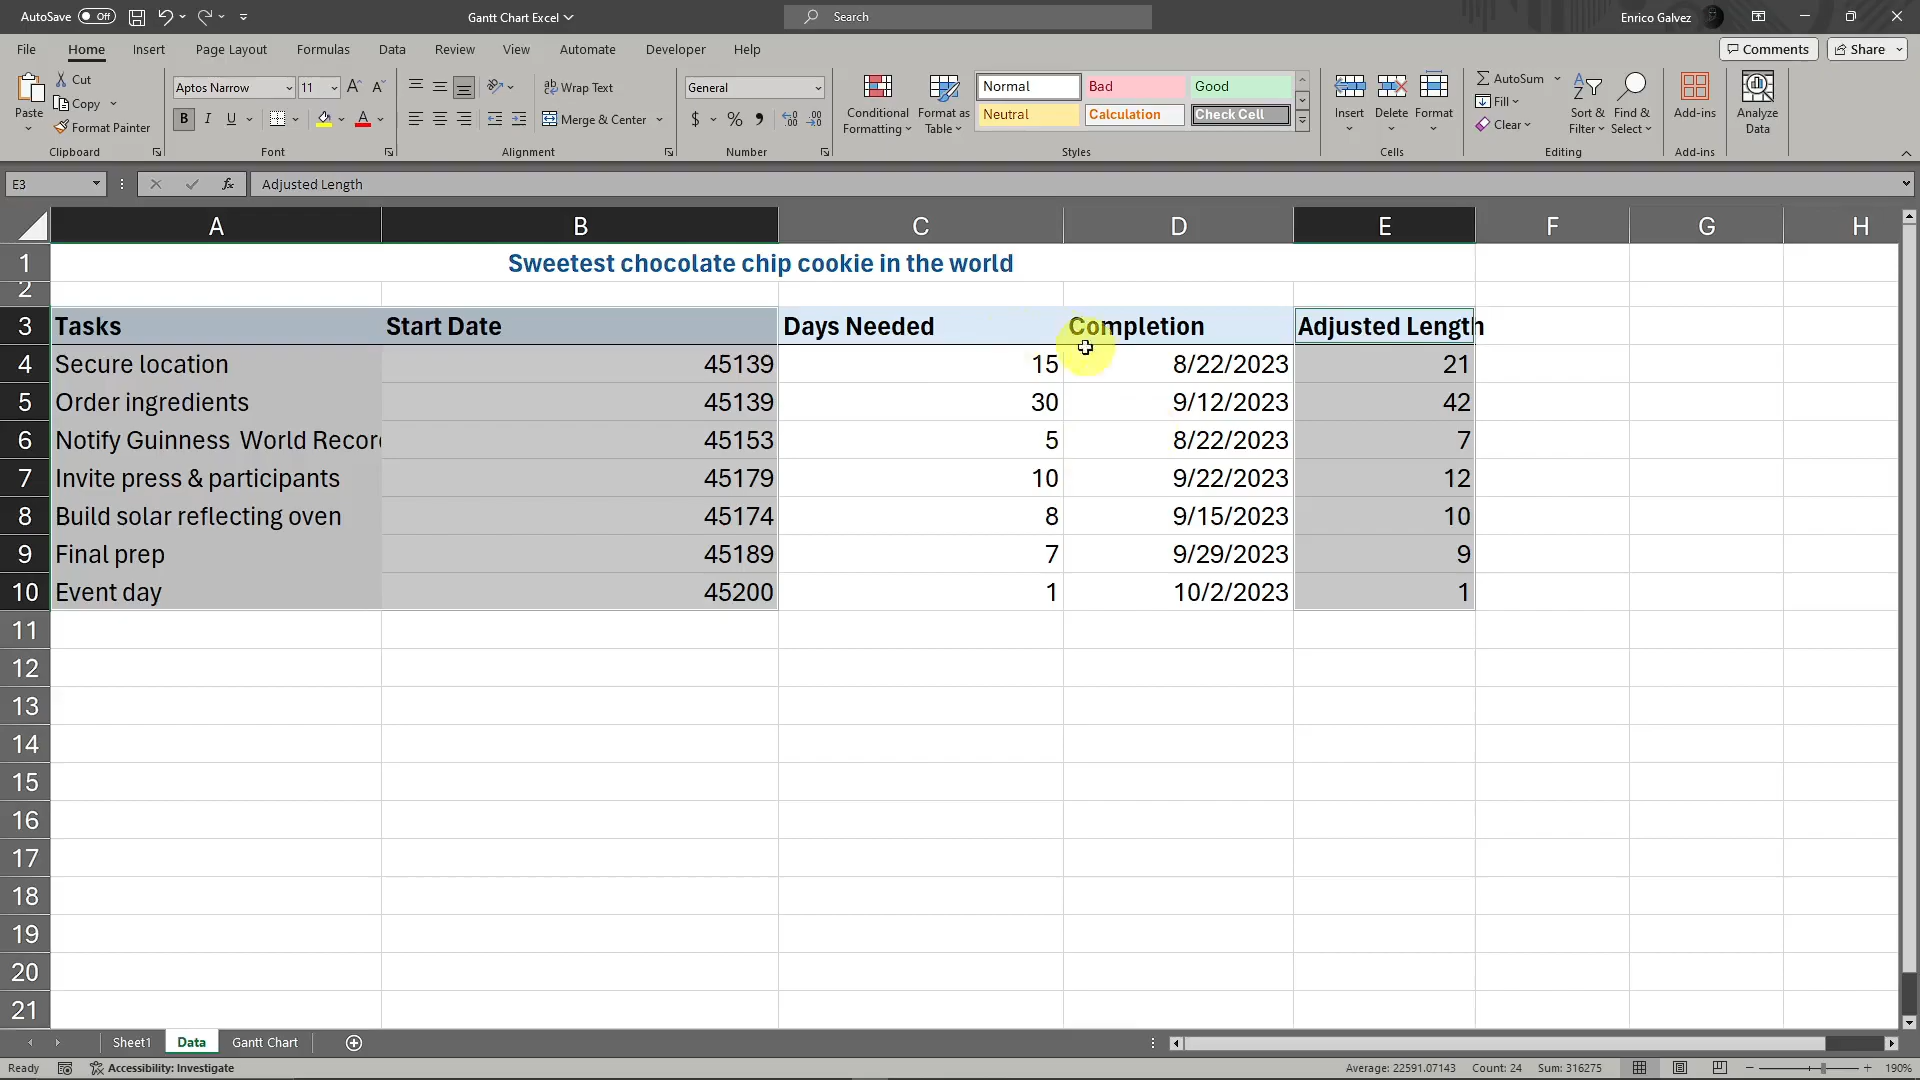 AutoSave Off Gantt Chart Excel Search Enrico Galvez
File Home Insert Page Layout Formulas Data Review View Automate Developer Help Comments Share
Paste Cut Copy Format Painter Clipboard
Aptos Narrow 11 B I U A Font
ab Wrap Text Merge & Center Alignment
General $ % Number
Conditional Formatting Format as Table
Normal Bad Good
Neutral Calculation Check Cell
Styles
Insert Delete Format Cells
AutoSum Fill Clear Sort & Filter Find & Select Editing
Add-ins Add-ins
Analyze Data
E3 fx Adjusted Length
A B C D E F G H
1 Sweetest chocolate chip cookie in the world
2
3 Tasks Start Date Days Needed Completion Adjusted Length
4 Secure location 45139 15 8/22/2023 21
5 Order ingredients 45139 30 9/12/2023 42
6 Notify Guinness World Record 45153 5 8/22/2023 7
7 Invite press & participants 45179 10 9/22/2023 12
8 Build solar reflecting oven 45174 8 9/15/2023 10
9 Final prep 45189 7 9/29/2023 9
10 Event day 45200 1 10/2/2023 1
11
12
13
14
15
16
17
18
19
20
21
Sheet1 Data Gantt Chart
Ready Accessibility: Investigate Average: 22591.07143 Count: 24 Sum: 316275 190%